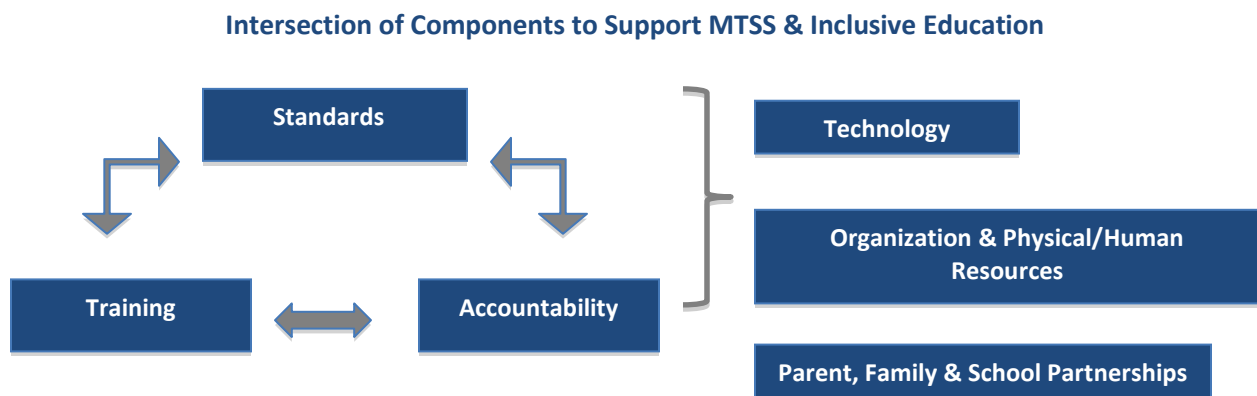 Intersection of Components to Support MTSS & Inclusive Education
Standards
Training
Accountability
Technology
Organization & Physical/Human
Resources
Parent, Family & School Partnerships